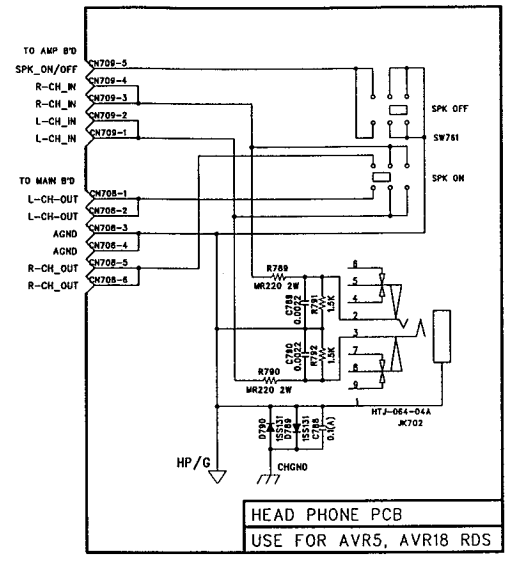 TO AMP B'D
SPK_ON/OFF CN709-5
R-CH_IN CN709-4
R-CH_IN CN709-3
L-CH_IN CN709-2
L-CH_IN CN709-1
SPK OFF
SW761
SPK ON
TO MAIN B'D
L-CH-OUT CN708-1
L-CH-OUT CN708-2
AGND CN708-3
AGND CN708-4
R-CH_OUT CN708-5
R-CH_OUT CN708-6
R789
MR220 2W
C789
0.0022
R791
1.5K
C790
0.0022
R792
1.5K
R790
MR220 2W
6
5
4
2
3
7
8
9
1
HTJ-064-04A
JK702
D790
1SS131
D789
1SS131
C788
0.1(A)
HP/G
CHGND
HEAD PHONE PCB
USE FOR AVR5, AVR18 RDS